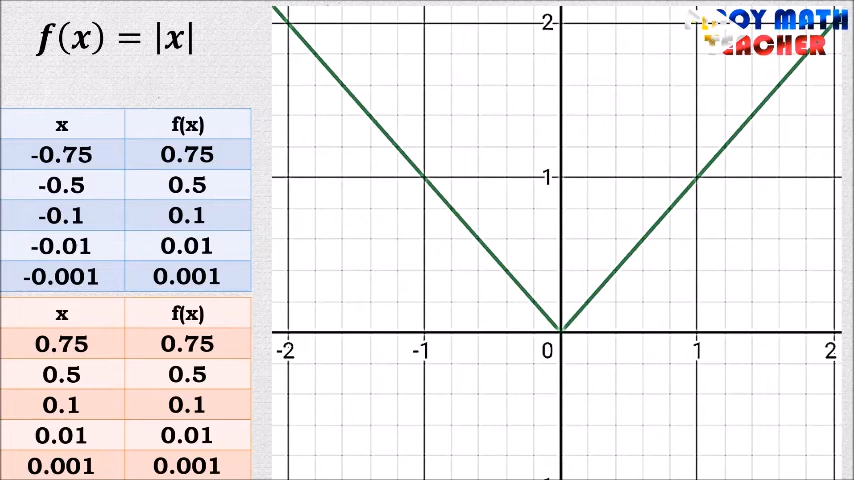 f(x) = |x|
x f(x)
-0.75 0.75
-0.5 0.5
-0.1 0.1
-0.01 0.01
-0.001 0.001
x f(x)
0.75 0.75
0.5 0.5
0.1 0.1
0.01 0.01
0.001 0.001
2
1
-2 -1 0 1 2
MATH
TEACHER